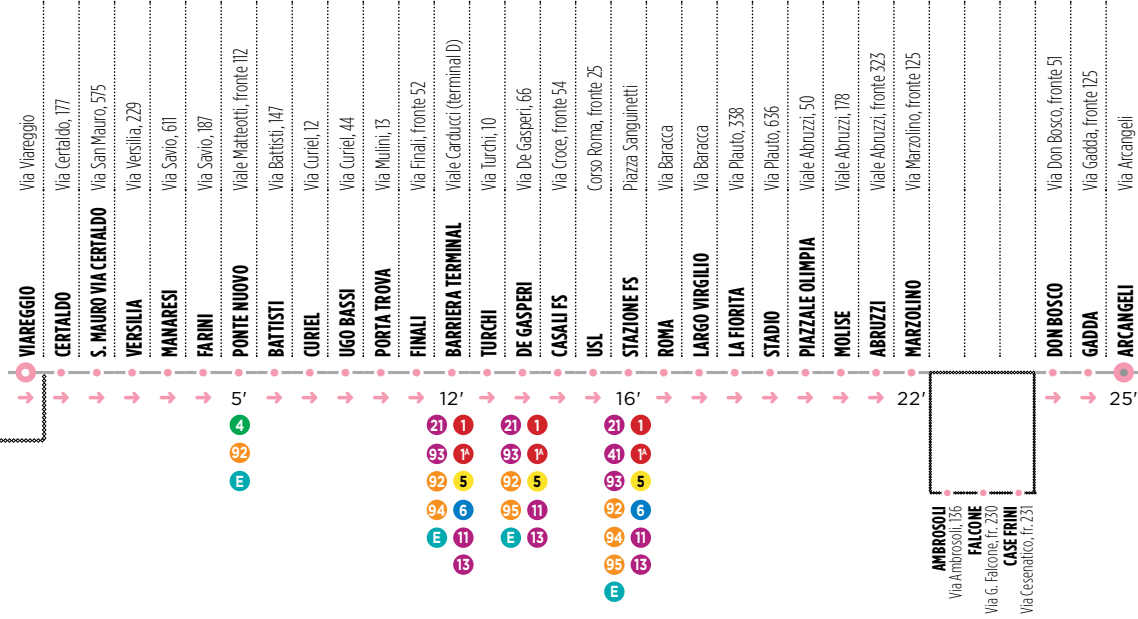 VIAREGGIO Via Viareggio
CERTALDO Via Certaldo, 177
S. MAURO VIA CERTALDO Via San Mauro, 575
VERSILIA Via Versilia, 229
MANARESI Via Savio, 611
FARINI Via Savio, 187
PONTE NUOVO Viale Matteotti, fronte 112
BATTISTI Via Battisti, 147
CURIEL Via Curiel, 12
UGO BASSI Via Curiel, 44
PORTA TROVA Via Mulini, 13
FINALI Via Finali, fronte 52
BARRIERA TERMINAL Viale Carducci (terminal D)
TURCHI Via Turchi, 10
DE GASPERI Via De Gasperi, 66
CASALI FS Via Croce, fronte 54
USL Corso Roma, fronte 25
STAZIONE FS Piazza Sanguinetti
ROMA Via Baracca
LARGO VIRGILIO Via Baracca
LA FIORITA Via Plauto, 338
STADIO Via Plauto, 636
PIAZZALE OLIMPIA Viale Abruzzi, 50
MOLISE Viale Abruzzi, 178
ABRUZZI Viale Abruzzi, fronte 323
MARZOLINO Via Marzolino, fronte 125
DON BOSCO Via Don Bosco, fronte 51
GADDA Via Gadda, fronte 125
ARCANGELI Via Arcangeli
5' 12' 16' 22' 25'
4
92
E
21 1
93 1A
92 5
94 6
E 11
13
21 1
93 1A
92 5
95 11
E 13
21 1
41 1A
93 5
92 6
94 11
95 13
E
AMBROSOLI
Via Ambrosoli, 136
FALCONE
Via G. Falcone, fr. 230
CASE FRINI
Via Cesenatico, fr. 231